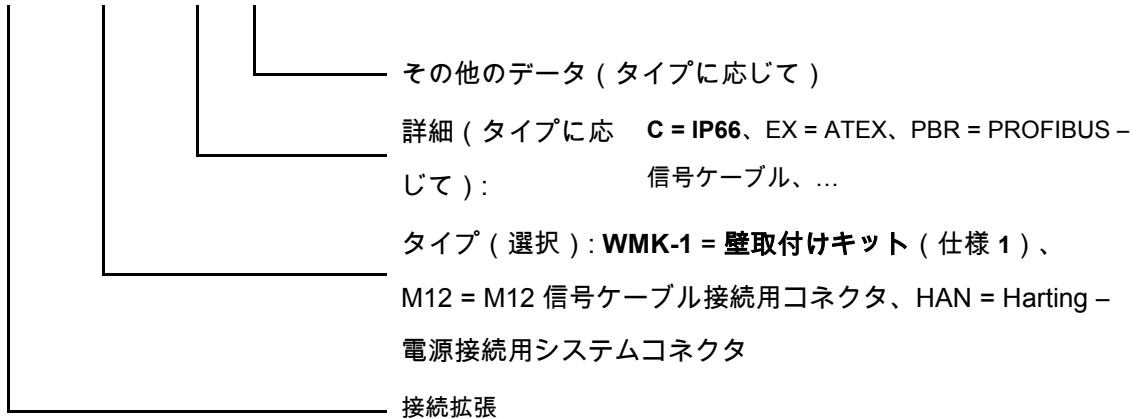 その他のデータ ( タイプに応じて )
詳細 ( タイプに応じて ) :
C = IP66、EX = ATEX、PBR = PROFIBUS –
信号ケーブル、…
タイプ ( 選択 ) : WMK-1 = 壁取付けキット ( 仕様 1 ) 、
M12 = M12 信号ケーブル接続用コネクタ、HAN = Harting –
電源接続用システムコネクタ
接続拡張